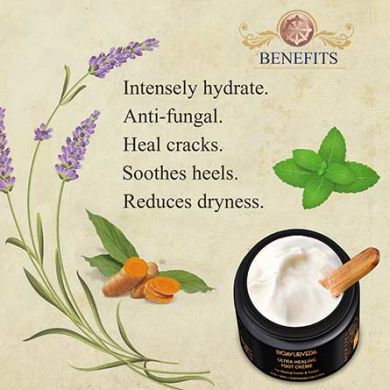 BENEFITS
Intensely hydrate.
Anti-fungal.
Heal cracks.
Soothes heels.
Reduces dryness.
BIOAYURVEDA
ULTRA HEALING
FOOT CRÈME